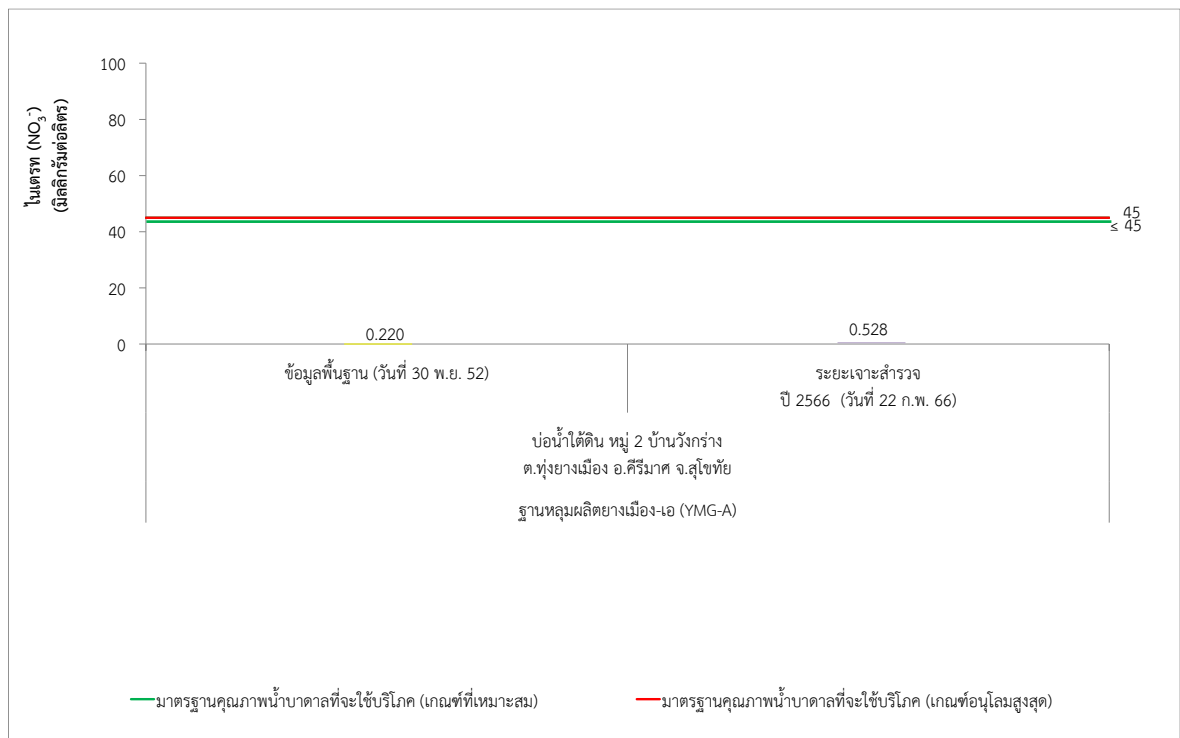 ไนเตรท (NO₃⁻)
(มิลลิกรัมต่อลิตร)
100
80
60
40
20
0
45
≤ 45
0.220
0.528
ข้อมูลพื้นฐาน (วันที่ 30 พ.ย. 52)
ระยะเจาะสำรวจ
ปี 2566 (วันที่ 22 ก.พ. 66)
บ่อน้ำใต้ดิน หมู่ 2 บ้านวังกร่าง
ต.ทุ่งยางเมือง อ.คีรีมาศ จ.สุโขทัย
ฐานหลุมผลิตยางเมือง-เอ (YMG-A)
มาตรฐานคุณภาพน้ำบาดาลที่จะใช้บริโภค (เกณฑ์ที่เหมาะสม)
มาตรฐานคุณภาพน้ำบาดาลที่จะใช้บริโภค (เกณฑ์อนุโลมสูงสุด)